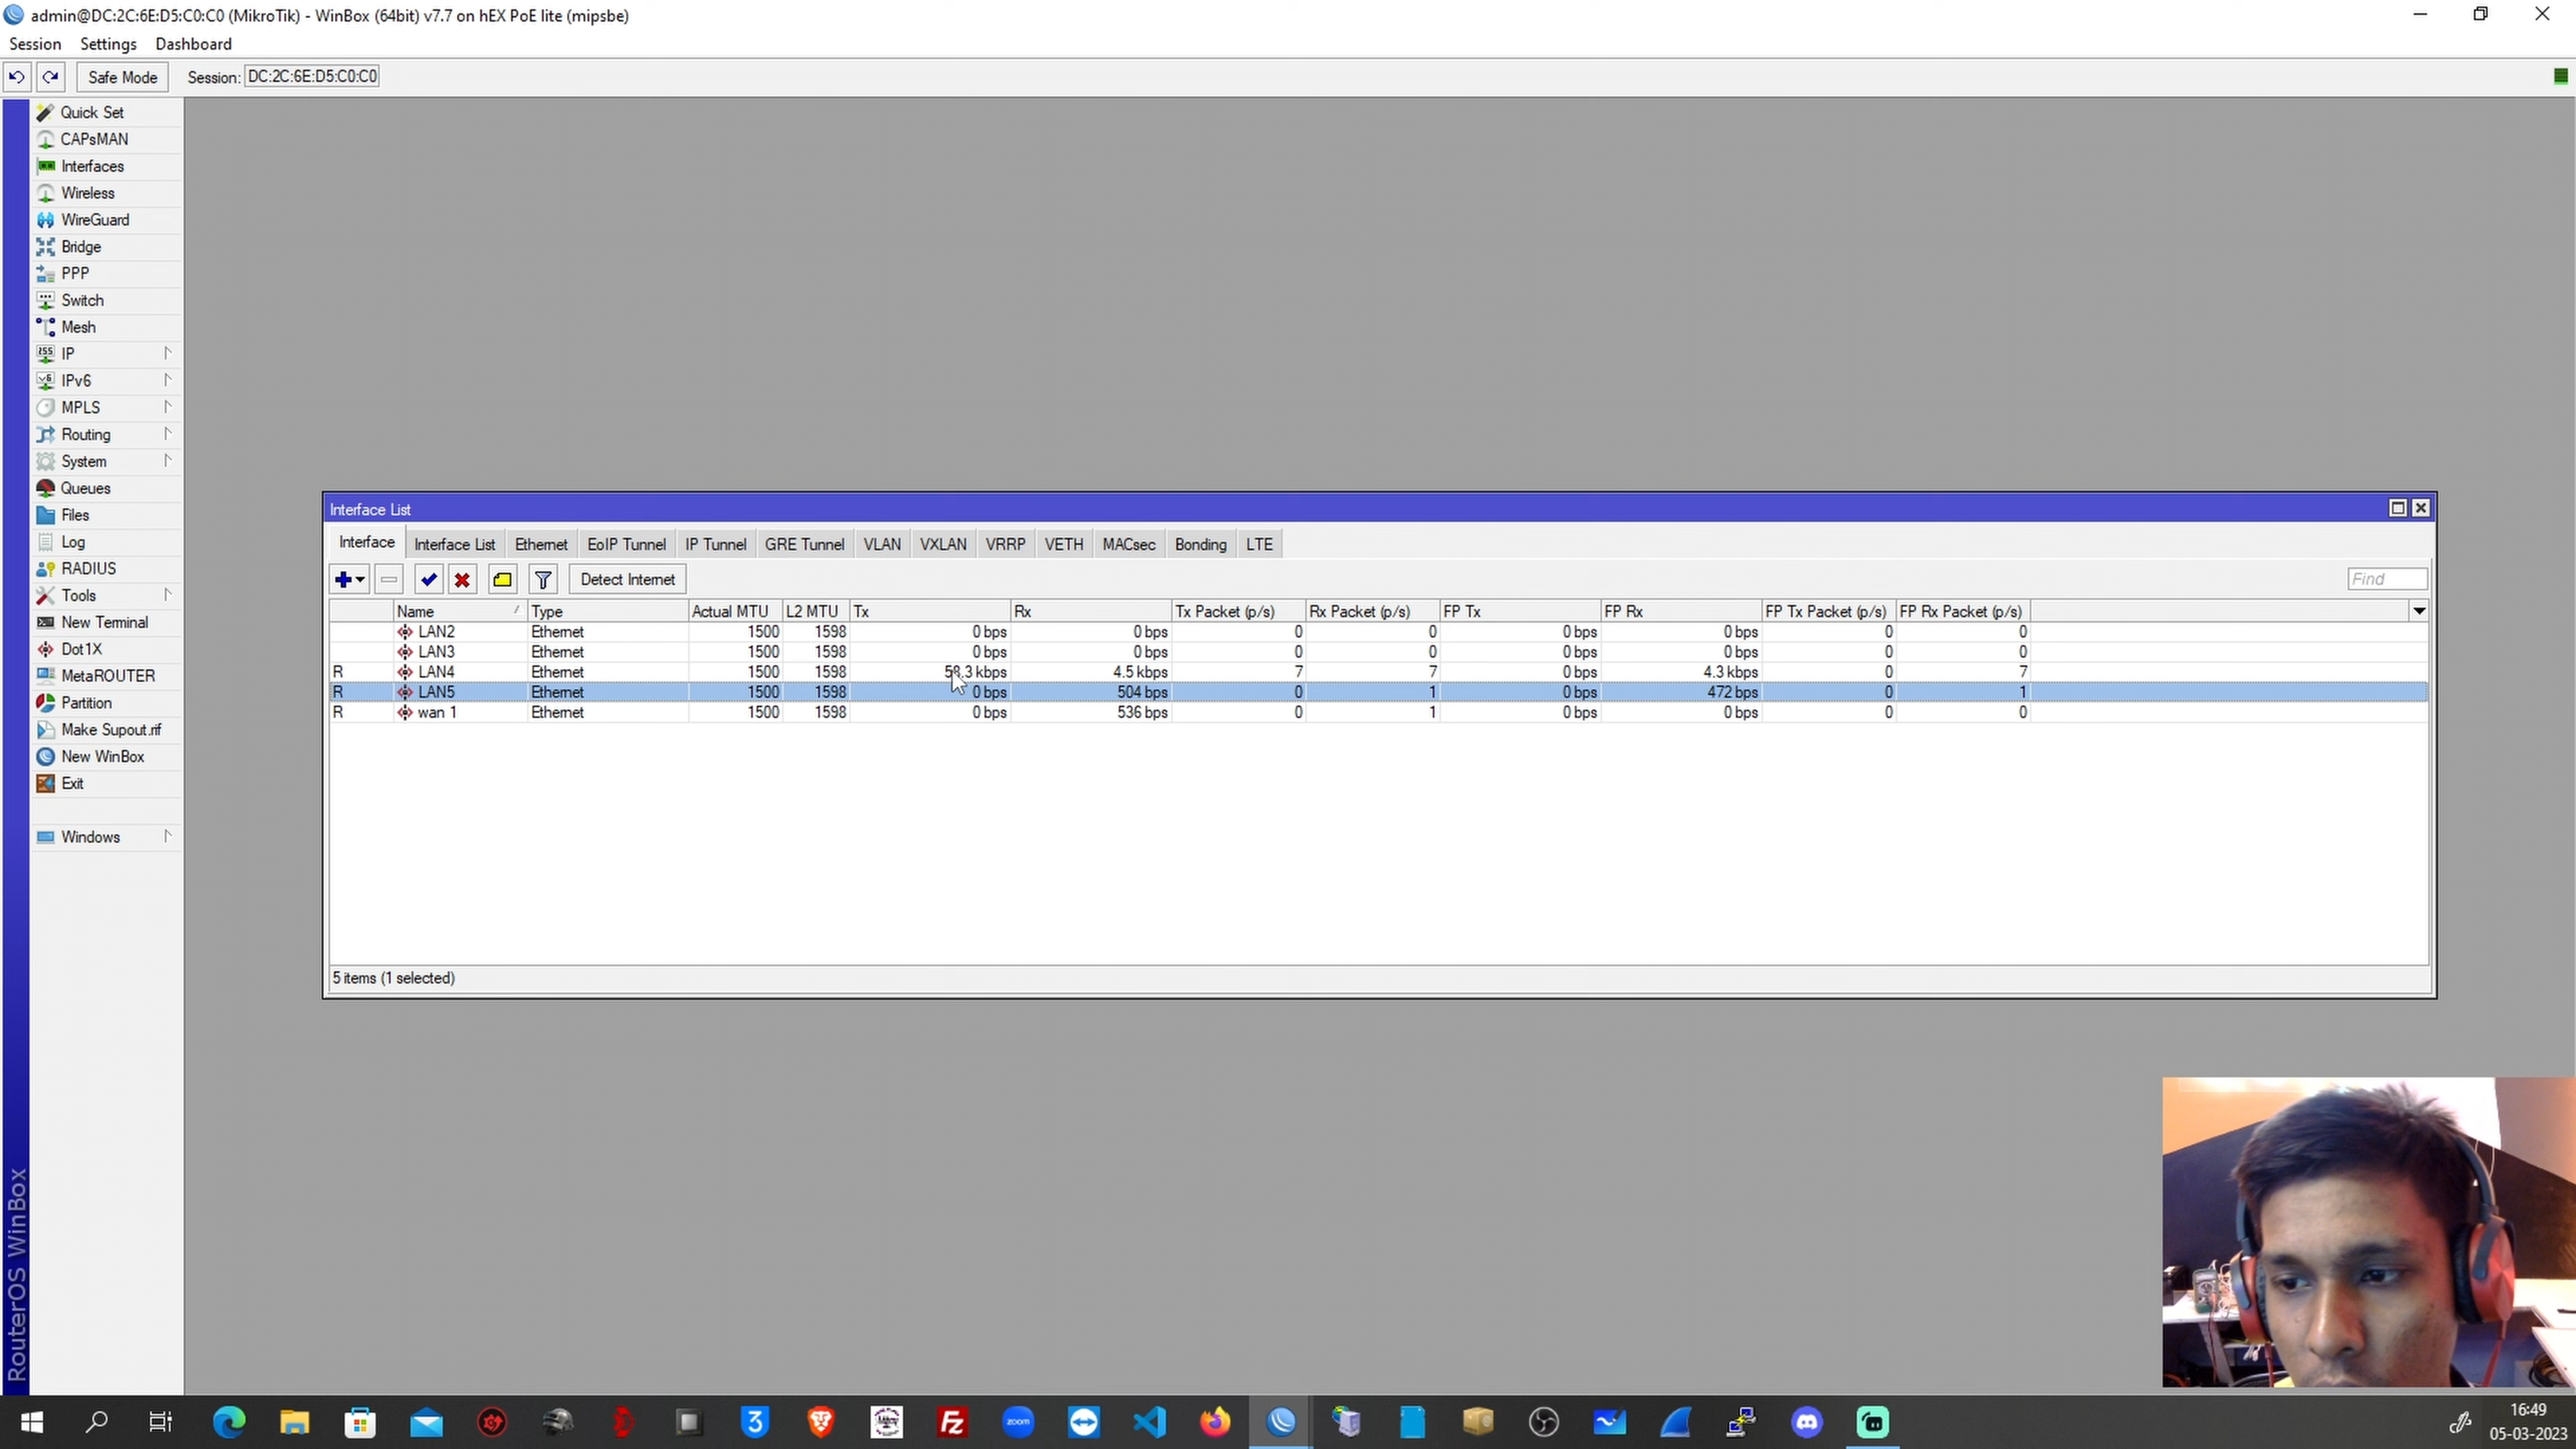 admin@DC:2C:6E:D5:C0:C0 (MikroTik) - WinBox (64bit) v7.7 on hEX PoE lite (mipsbe)
Session Settings Dashboard
Safe Mode Session: DC:2C:6E:D5:C0:C0
Quick Set
CAPsMAN
Interfaces
Wireless
WireGuard
Bridge
PPP
Switch
Mesh
IP
IPv6
MPLS
Routing
System
Queues
Files
Log
RADIUS
Tools
New Terminal
Dot1X
MetaROUTER
Partition
Make Supout.rif
New WinBox
Exit
Windows
RouterOS WinBox
Interface List
Interface Interface List Ethernet EoIP Tunnel IP Tunnel GRE Tunnel VLAN VXLAN VRRP VETH MACsec Bonding LTE
Detect Internet Find
Name Type Actual MTU L2 MTU Tx Rx Tx Packet (p/s) Rx Packet (p/s) FP Tx FP Rx FP Tx Packet (p/s) FP Rx Packet (p/s)
LAN2 Ethernet 1500 1598 0 bps 0 bps 0 0 0 bps 0 bps 0 0
LAN3 Ethernet 1500 1598 0 bps 0 bps 0 0 0 bps 0 bps 0 0
R LAN4 Ethernet 1500 1598 kbps 4.5 kbps 7 7 0 bps 4.3 kbps 0 7
R LAN5 Ethernet 1500 1598 0 bps 504 bps 0 1 0 bps 472 bps 0 1
R wan 1 Ethernet 1500 1598 0 bps 536 bps 0 1 0 bps 0 bps 0 0
5 items (1 selected)
3
Fz
zoom
16:49
05-03-2023